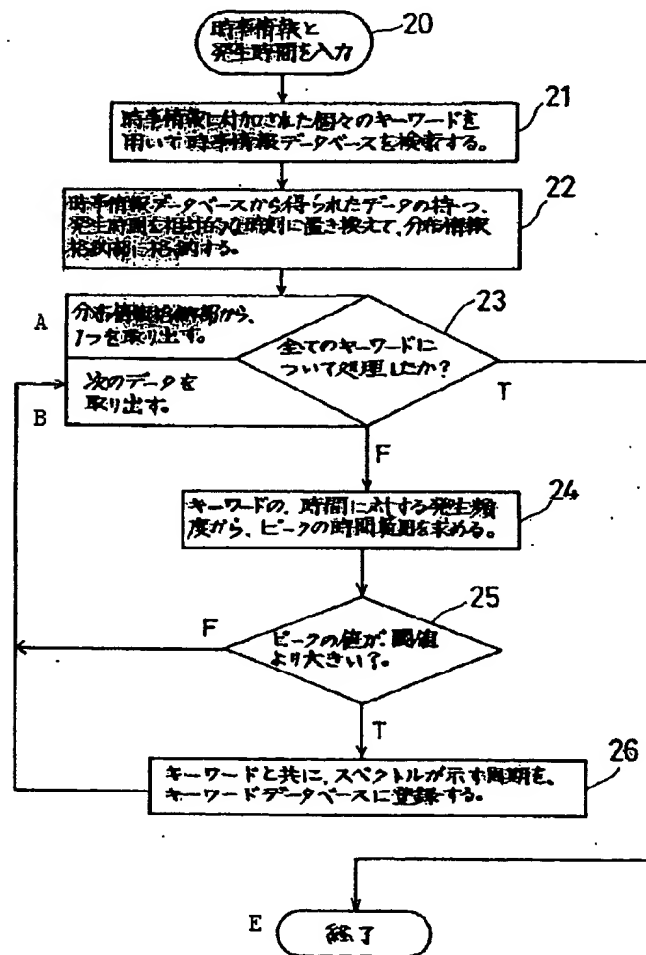 時事情報と
発生時間を入力
20
21
時事情報に付加された個々のキーワードを
用いて時事情報データベースを検索する。
22
時事情報データベースから得られたデータの持つ、
発生時間を相対的な時刻に置き換えて、分布情報
格納部に格納する。
23
A
分布情報格納部から、
1つを取り出す。
全てのキーワードに
ついて処理したか?
T
B
次のデータを
取り出す。
F
24
キーワードの、時間に対する発生頻
度から、ピークの時間範囲を求める。
25
F
ピークの値が、閾値
より大きい?。
T
26
キーワードと共に、スペクトルが示す周期を、
キーワードデータベースに登録する。
E
終了